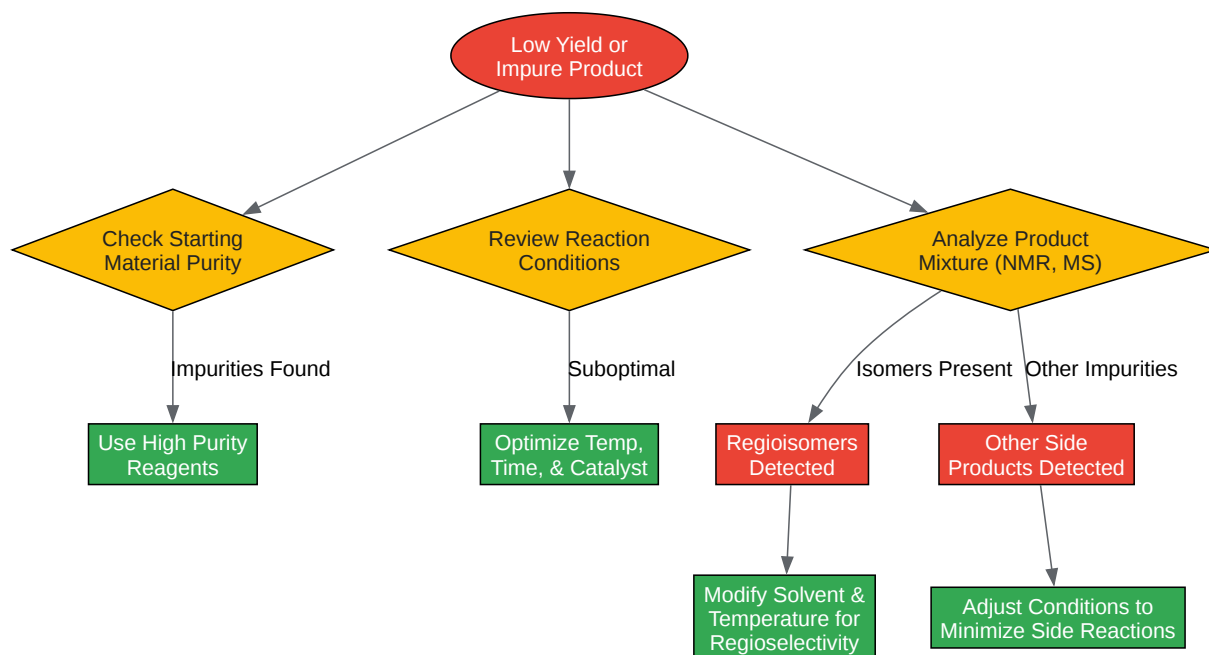 Low Yield or
Impure Product
Check Starting
Material Purity
Review Reaction
Conditions
Analyze Product
Mixture (NMR, MS)
Impurities Found
Suboptimal
Isomers Present
Other Impurities
Use High Purity
Reagents
Optimize Temp,
Time, & Catalyst
Regioisomers
Detected
Other Side
Products Detected
Modify Solvent &
Temperature for
Regioselectivity
Adjust Conditions to
Minimize Side Reactions